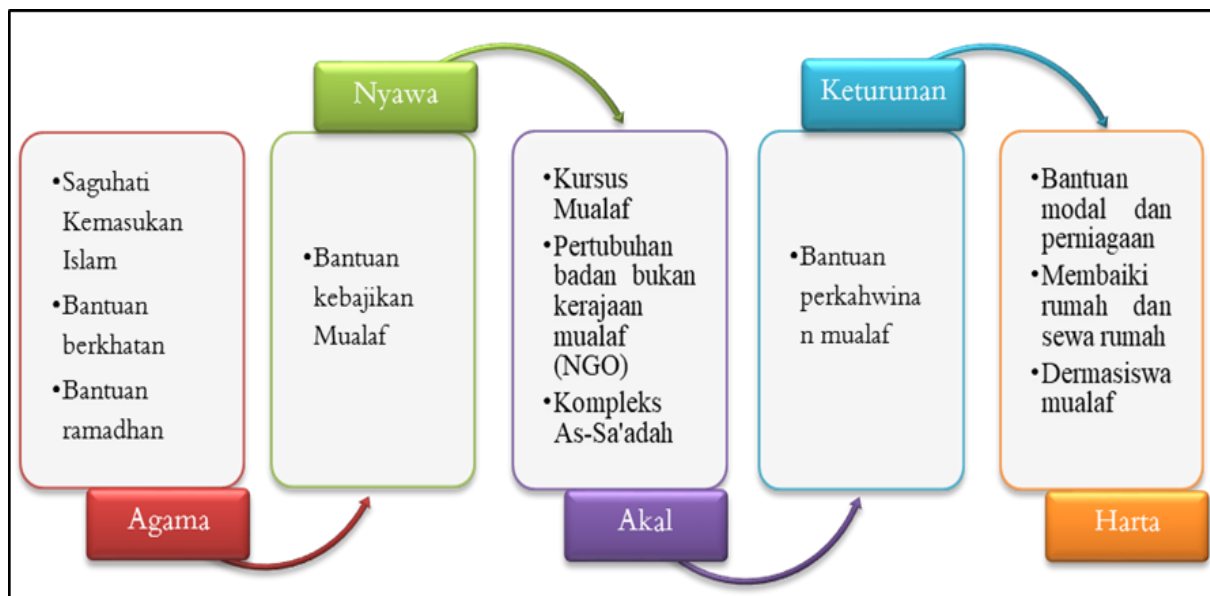 Agama
•Saguhati
Kemasukan
Islam
•Bantuan
berkhatan
•Bantuan
ramadhan
Nyawa
•Bantuan
kebajikan
Mualaf
Akal
•Kursus
Mualaf
•Pertubuhan
badan bukan
kerajaan
mualaf
(NGO)
•Kompleks
As-Sa'adah
Keturunan
•Bantuan
perkahwina
n mualaf
Harta
•Bantuan
modal dan
perniagaan
•Membaiki
rumah dan
sewa rumah
•Dermasiswa
mualaf